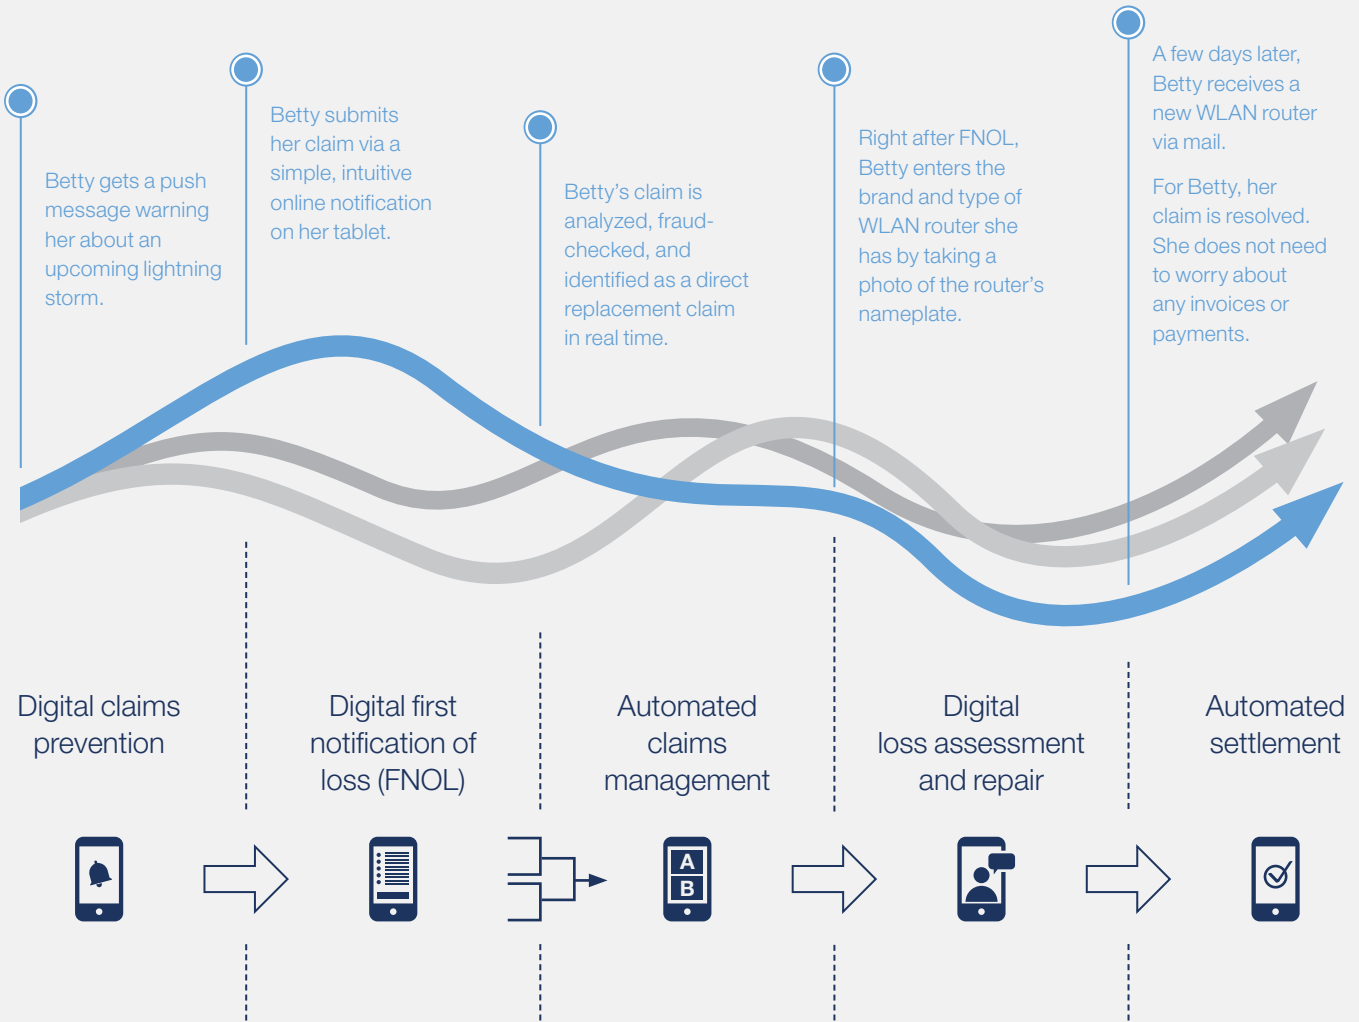 Betty gets a push
message warning
her about an
upcoming lightning
storm.
Betty submits
her claim via a
simple, intuitive
online notification
on her tablet.
Betty’s claim is
analyzed, fraud-
checked, and
identified as a direct
replacement claim
in real time.
Right after FNOL,
Betty enters the
brand and type of
WLAN router she
has by taking a
photo of the router’s
nameplate.
A few days later,
Betty receives a
new WLAN router
via mail.
For Betty, her
claim is resolved.
She does not need
to worry about
any invoices or
payments.
Digital claims
prevention
Digital first
notification of
loss (FNOL)
Automated
claims
management
Digital
loss assessment
and repair
Automated
settlement
A
B